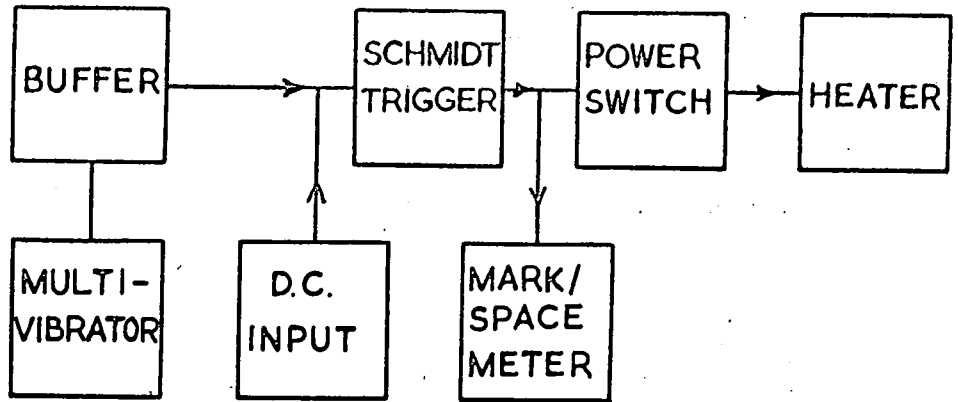 BUFFER
SCHMIDT
TRIGGER
POWER
SWITCH
HEATER
MULTI-
VIBRATOR
D.C.
INPUT
MARK/
SPACE
METER